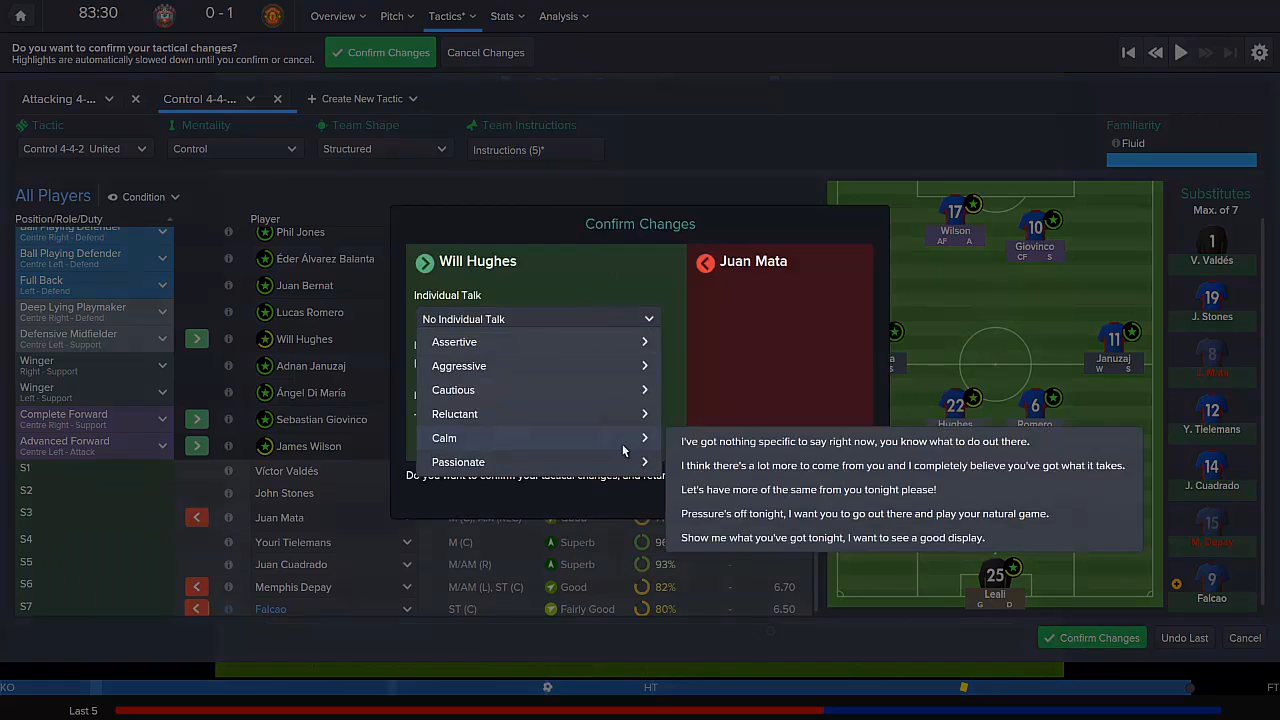 83:30
0 - 1
Overview
Pitch
Tactics*
Stats
Analysis
Do you want to confirm your tactical changes?
Highlights are automatically slowed down until you confirm or cancel.
Confirm Changes
Cancel Changes
Attacking 4-...
Control 4-4-...
Create New Tactic
Tactic
Mentality
Team Shape
Team Instructions
Familiarity
Control 4-4-2 United
Control
Structured
Instructions (5)*
Fluid
All Players
Condition
Position/Role/Duty
Player
Ball Playing Defender
Centre Right - Defend
Phil Jones
Ball Playing Defender
Centre Left - Defend
Éder Álvarez Balanta
Full Back
Left - Defend
Juan Bernat
Deep Lying Playmaker
Centre Right - Defend
Lucas Romero
Defensive Midfielder
Centre Left - Support
Will Hughes
Winger
Right - Support
Adnan Januzaj
Winger
Left - Support
Ángel Di María
Complete Forward
Centre Right - Support
Sebastian Giovinco
Advanced Forward
Centre Left - Attack
James Wilson
S1
Víctor Valdés
S2
John Stones
S3
Juan Mata
S4
Youri Tielemans
M (C)
Superb
S5
Juan Cuadrado
M/AM (R)
Superb
93%
-
S6
Memphis Depay
M/AM (L), ST (C)
Good
82%
-
6.70
S7
Falcao
ST (C)
Fairly Good
80%
-
6.50
Confirm Changes
Will Hughes
Juan Mata
Individual Talk
No Individual Talk
Assertive
Aggressive
Cautious
Reluctant
Calm
Passionate
Do you want to confirm your tactical changes, and retur
I've got nothing specific to say right now, you know what to do out there.
I think there's a lot more to come from you and I completely believe you've got what it takes.
Let's have more of the same from you tonight please!
Pressure's off tonight, I want you to go out there and play your natural game.
Show me what you've got tonight, I want to see a good display.
17
Wilson
AF A
10
Giovinco
CF S
11
Januzaj
W S
22
Hughes
6
Romero
25
Leali
G D
Substitutes
Max. of 7
1
V. Valdés
19
J. Stones
8
J. Mata
12
Y. Tielemans
14
J. Cuadrado
15
M. Depay
9
Falcao
Confirm Changes
Undo Last
Cancel
KO
HT
FT
Last 5